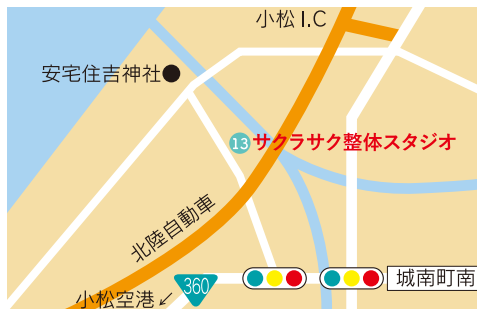 小松 I.C
安宅住吉神社
13 サクラサク整体スタジオ
北陸自動車
360
城南町南
小松空港↙